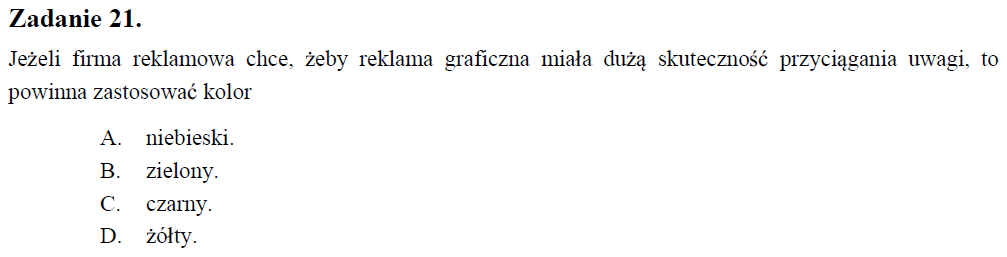 Zadanie 21.
Jeżeli firma reklamowa chce, żeby reklama graficzna miała dużą skuteczność przyciągania uwagi, to
powinna zastosować kolor
A. niebieski.
B. zielony.
C. czarny.
D. żółty.